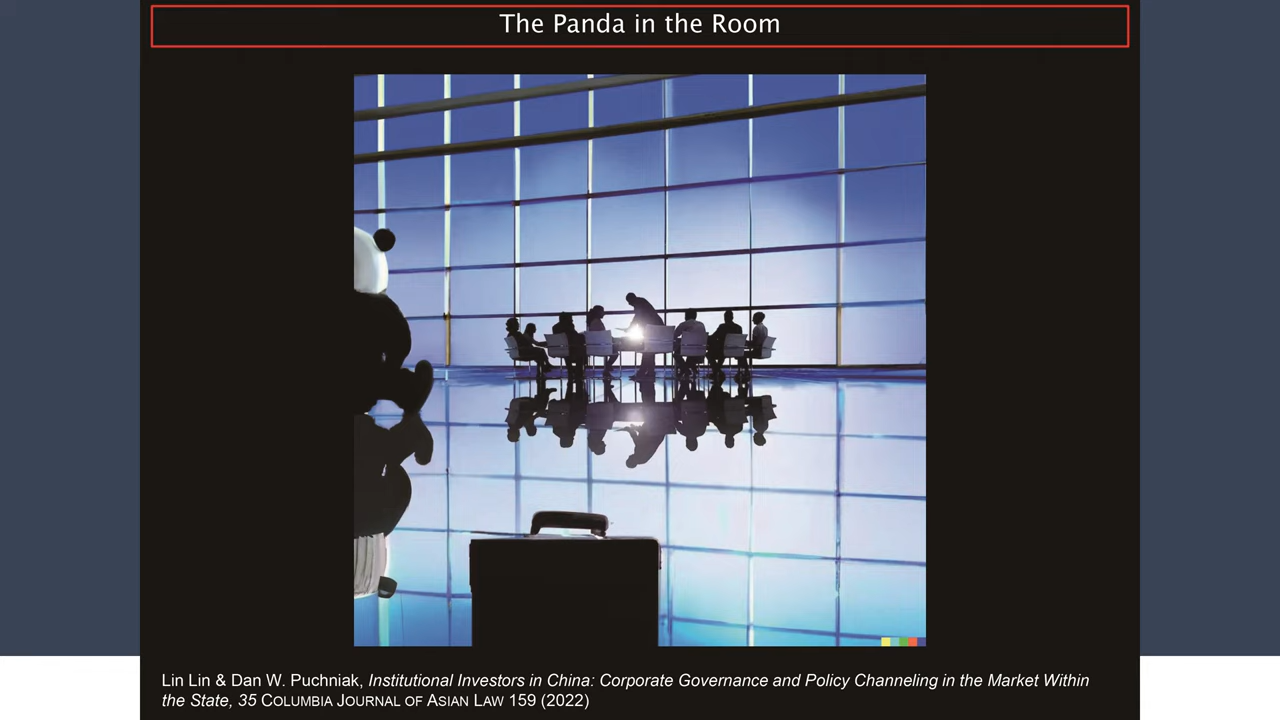 The Panda in the Room
Lin Lin & Dan W. Puchniak, Institutional Investors in China: Corporate Governance and Policy Channeling in the Market Within
the State, 35 COLUMBIA JOURNAL OF ASIAN LAW 159 (2022)